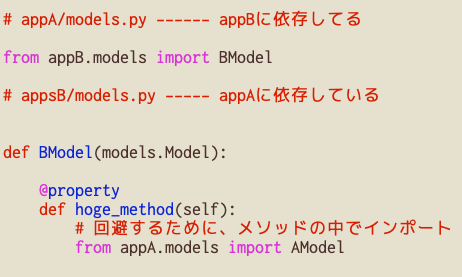 # appA/models.py ------ appBに依存してる
from appB.models import BModel
# appsB/models.py ----- appAに依存している
def BModel(models.Model):
@property
def hoge_method(self):
# 回避するために、メソッドの中でインポート
from appA.models import AModel